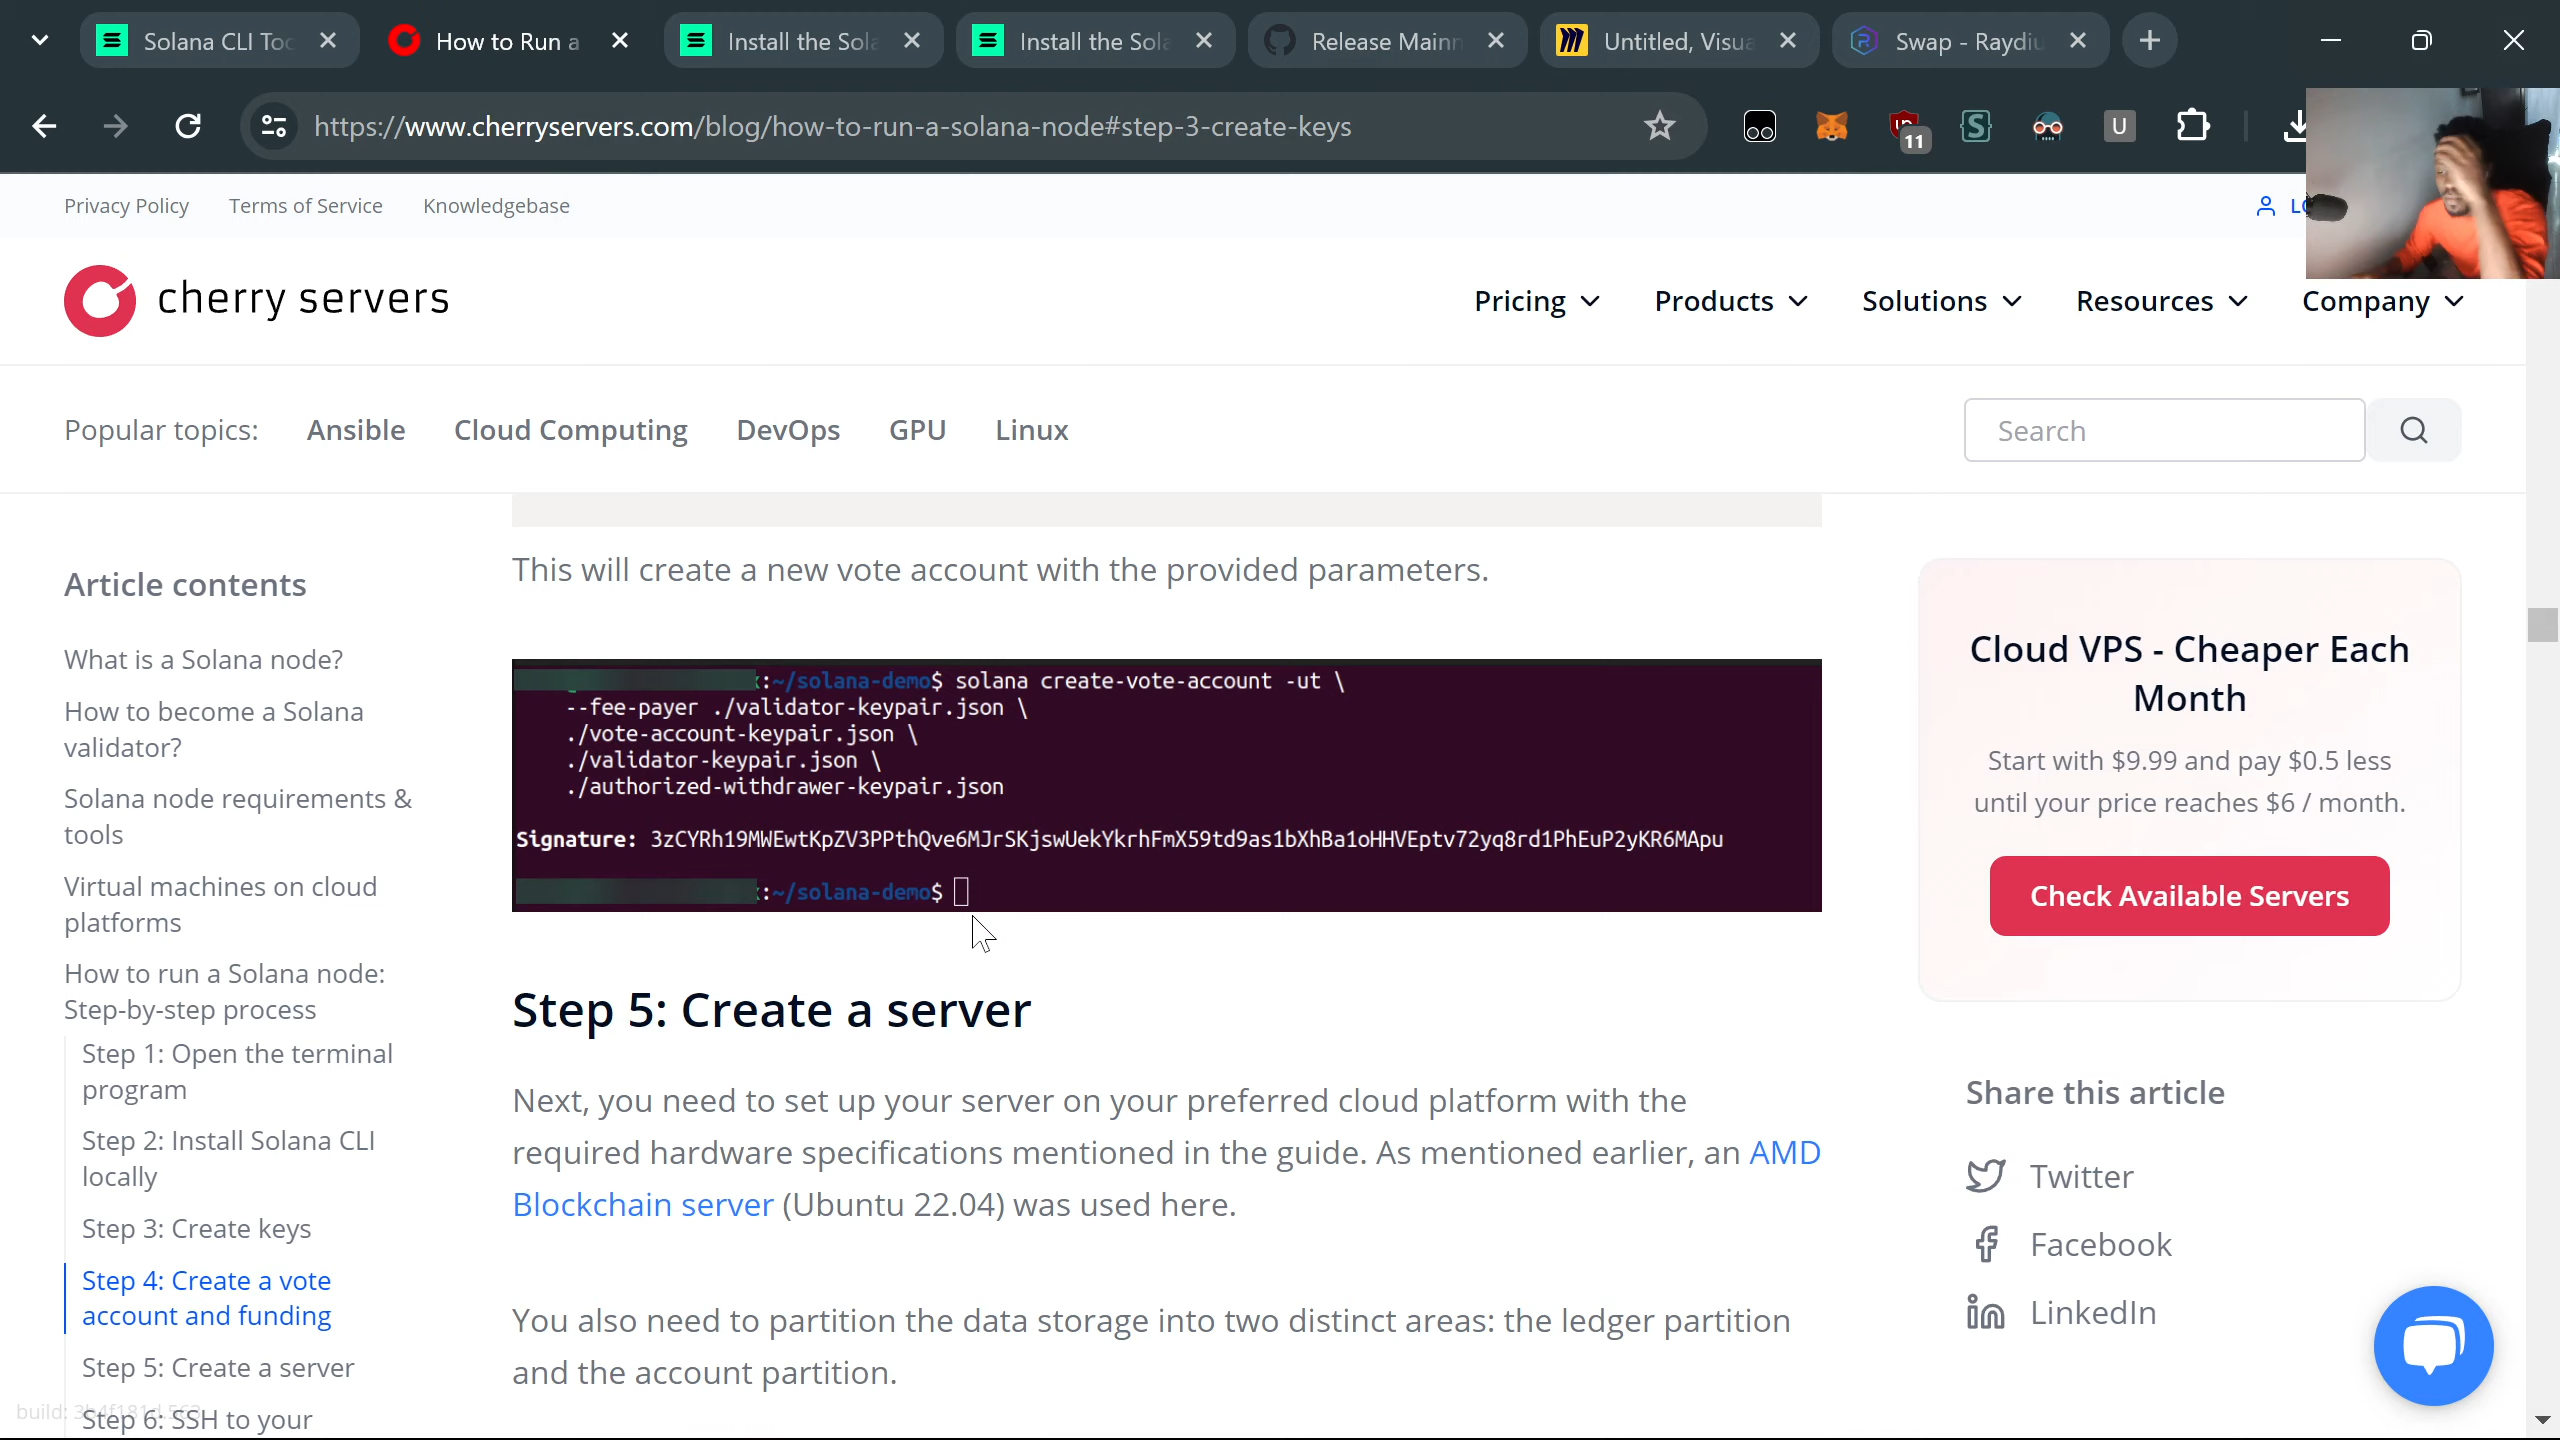 Solana CLI Too
How to Run a
Install the Sola
Install the Sola
Release Mainn
Untitled, Visua
Swap - Raydiu
https://www.cherryservers.com/blog/how-to-run-a-solana-node#step-3-create-keys
11
U
Privacy Policy
Terms of Service
Knowledgebase
cherry servers
Pricing
Products
Solutions
Resources
Company
Popular topics:
Ansible
Cloud Computing
DevOps
GPU
Linux
Search
Article contents
What is a Solana node?
How to become a Solana
validator?
Solana node requirements &
tools
Virtual machines on cloud
platforms
How to run a Solana node:
Step-by-step process
Step 1: Open the terminal
program
Step 2: Install Solana CLI
locally
Step 3: Create keys
Step 4: Create a vote
account and funding
Step 5: Create a server
Step 6: SSH to your
build:
This will create a new vote account with the provided parameters.
:~/solana-demo$ solana create-vote-account -ut \
--fee-payer ./validator-keypair.json \
./vote-account-keypair.json \
./validator-keypair.json \
./authorized-withdrawer-keypair.json
Signature: 3zCYRh19MWEwtKpZV3PPthQve6MJrSKjswUekYkrhFmX59td9as1bXhBa1oHHVEptv72yq8rd1PhEuP2yKR6MApu
:~/solana-demo$
Step 5: Create a server
Next, you need to set up your server on your preferred cloud platform with the
required hardware specifications mentioned in the guide. As mentioned earlier, an AMD
Blockchain server (Ubuntu 22.04) was used here.
You also need to partition the data storage into two distinct areas: the ledger partition
and the account partition.
Cloud VPS - Cheaper Each
Month
Start with $9.99 and pay $0.5 less
until your price reaches $6 / month.
Check Available Servers
Share this article
Twitter
Facebook
LinkedIn